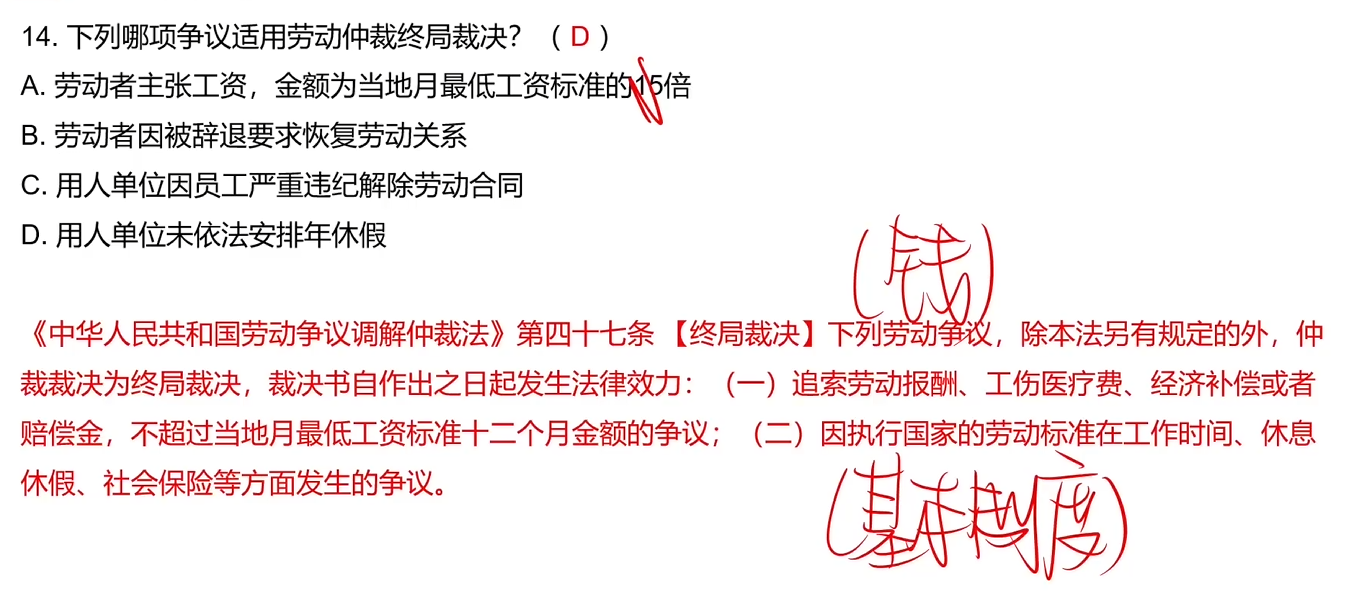 14. 下列哪项争议适用劳动仲裁终局裁决？（ D ）
A. 劳动者主张工资，金额为当地月最低工资标准的15倍
B. 劳动者因被辞退要求恢复劳动关系
C. 用人单位因员工严重违纪解除劳动合同
D. 用人单位未依法安排年休假
（钱）
《中华人民共和国劳动争议调解仲裁法》第四十七条 【终局裁决】下列劳动争议，除本法另有规定的外，仲
裁裁决为终局裁决，裁决书自作出之日起发生法律效力：（一）追索劳动报酬、工伤医疗费、经济补偿或者
赔偿金，不超过当地月最低工资标准十二个月金额的争议；（二）因执行国家的劳动标准在工作时间、休息
休假、社会保险等方面发生的争议。
（基本制度）